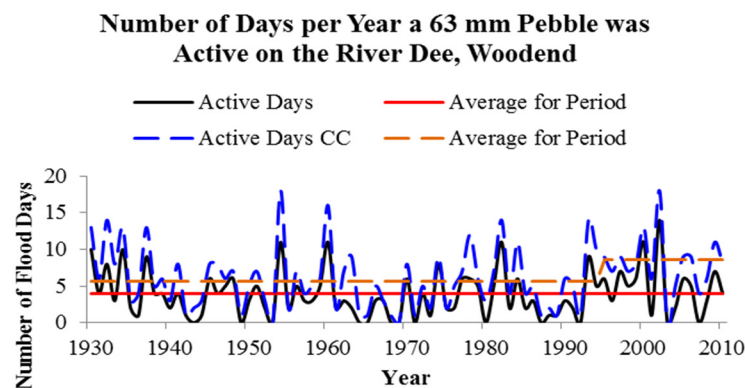 Number of Days per Year a 63 mm Pebble was
Active on the River Dee, Woodend
Active Days
Average for Period
Active Days CC
Average for Period
Number of Flood Days
20
15
10
5
0
1930 1940 1950 1960 1970 1980 1990 2000 2010
Year